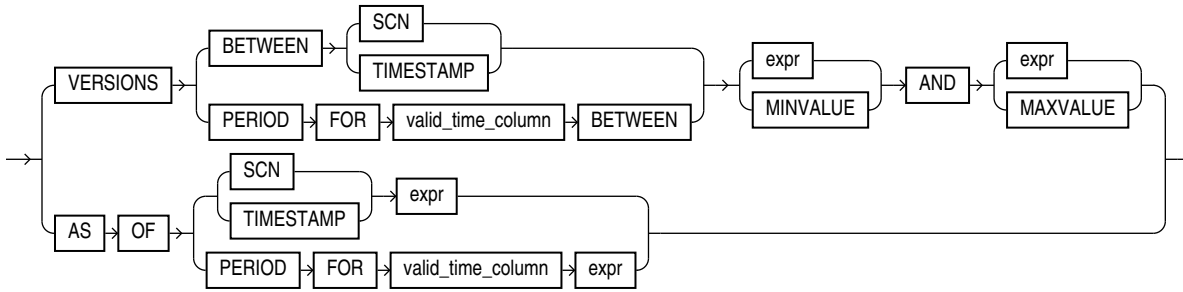 SCN
BETWEEN
expr
expr
VERSIONS
TIMESTAMP
AND
MINVALUE
MAXVALUE
PERIOD FOR valid_time_column BETWEEN
SCN
expr
TIMESTAMP
AS OF
PERIOD FOR valid_time_column expr